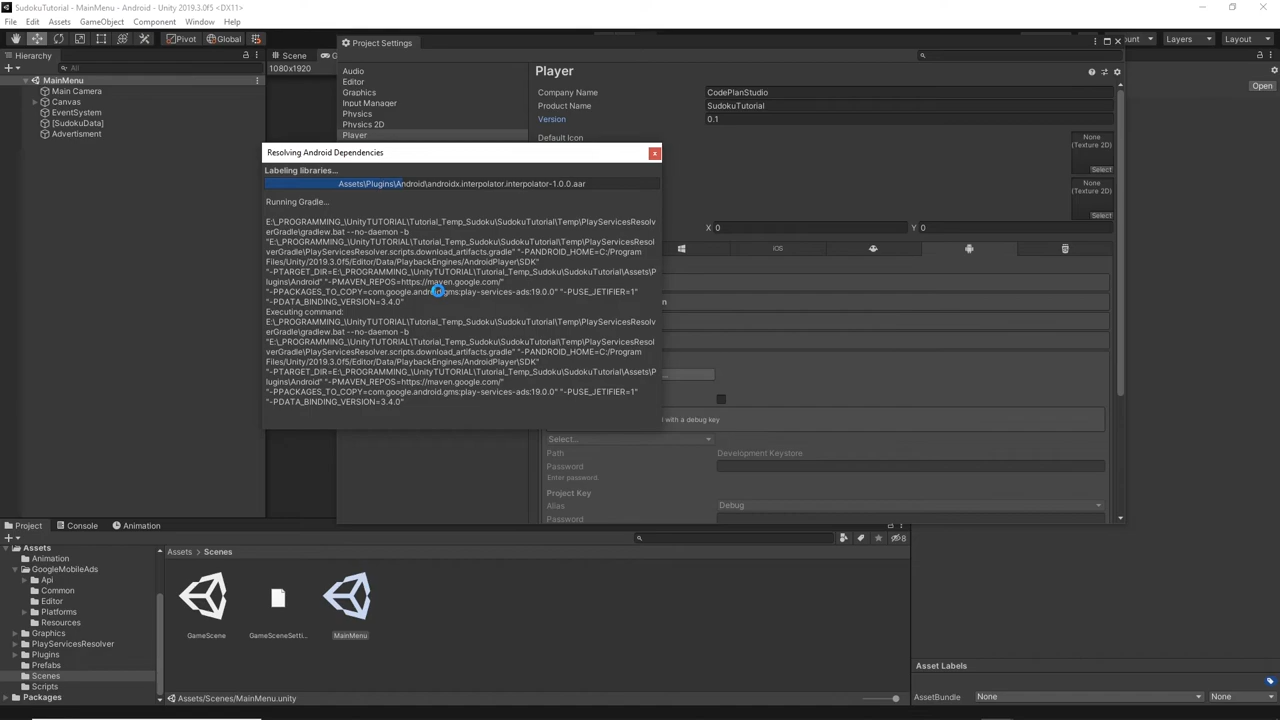 SudokuTutorial - MainMenu - Android - Unity 2019.3.0f5 <DX11>
File Edit Assets GameObject Component Window Help
Pivot Global Layers Layout
Hierarchy Project Settings Scene
All
1080x1920
MainMenu
Main Camera
Canvas
EventSystem
[SudokuData]
Advertisment
Audio
Editor
Graphics
Input Manager
Physics
Physics 2D
Player
Player
Open
Company Name CodePlanStudio
Product Name SudokuTutorial
Version 0.1
Default Icon
None
(Texture 2D)
Select
None
(Texture 2D)
Select
X 0 Y 0
iOS
Resolving Android Dependencies
Labeling libraries...
Assets\Plugins\Android\androidx.interpolator.interpolator-1.0.0.aar
Running Gradle...
E:\_PROGRAMMING_\UnityTUTORIAL\Tutorial_Temp_Sudoku\SudokuTutorial\Temp\PlayServicesResolv
erGradle\gradlew.bat --no-daemon -b
"E:\_PROGRAMMING_\UnityTUTORIAL\Tutorial_Temp_Sudoku\SudokuTutorial\Temp\PlayServicesResol
verGradle\PlayServicesResolver.scripts.download_artifacts.gradle" "-PANDROID_HOME=C:/Program
Files/Unity/2019.3.0f5/Editor/Data/PlaybackEngines/AndroidPlayer\SDK"
"-PTARGET_DIR=E:\_PROGRAMMING_\UnityTUTORIAL\Tutorial_Temp_Sudoku\SudokuTutorial\Assets\P
lugins\Android" "-PMAVEN_REPOS=https://maven.google.com/"
"-PPACKAGES_TO_COPY=com.google.android.gms:play-services-ads:19.0.0" "-PUSE_JETIFIER=1"
"-PDATA_BINDING_VERSION=3.4.0"
Executing command:
E:\_PROGRAMMING_\UnityTUTORIAL\Tutorial_Temp_Sudoku\SudokuTutorial\Temp\PlayServicesResolv
erGradle\gradlew.bat --no-daemon -b
"E:\_PROGRAMMING_\UnityTUTORIAL\Tutorial_Temp_Sudoku\SudokuTutorial\Temp\PlayServicesResol
verGradle\PlayServicesResolver.scripts.download_artifacts.gradle" "-PANDROID_HOME=C:/Program
Files/Unity/2019.3.0f5/Editor/Data/PlaybackEngines/AndroidPlayer\SDK"
"-PTARGET_DIR=E:\_PROGRAMMING_\UnityTUTORIAL\Tutorial_Temp_Sudoku\SudokuTutorial\Assets\P
lugins\Android" "-PMAVEN_REPOS=https://maven.google.com/"
"-PPACKAGES_TO_COPY=com.google.android.gms:play-services-ads:19.0.0" "-PUSE_JETIFIER=1"
"-PDATA_BINDING_VERSION=3.4.0"
with a debug key
Select...
Path Development Keystore
Password
Enter password.
Project Key
Alias Debug
Password
Project Console Animation
8
Assets
Animation
GoogleMobileAds
Api
Common
Editor
Platforms
Resources
Graphics
PlayServicesResolver
Plugins
Prefabs
Scenes
Scripts
Packages
Assets > Scenes
GameScene GameSceneSetti... MainMenu
Assets/Scenes/MainMenu.unity
Asset Labels
AssetBundle None None